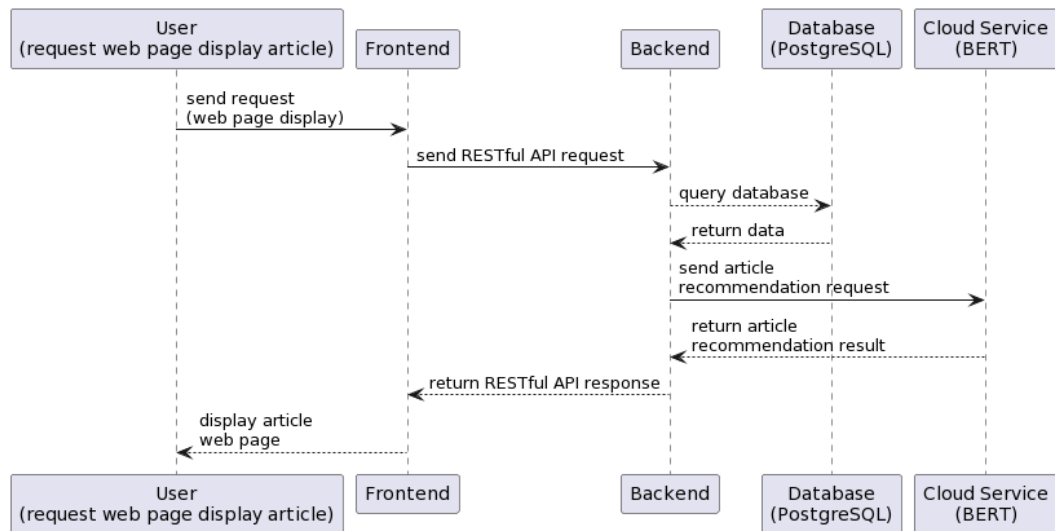 User
(request web page display article)
Frontend
Backend
Database
(PostgreSQL)
Cloud Service
(BERT)
send request
(web page display)
send RESTful API request
query database
return data
send article
recommendation request
return article
recommendation result
return RESTful API response
display article
web page
User
(request web page display article)
Frontend
Backend
Database
(PostgreSQL)
Cloud Service
(BERT)